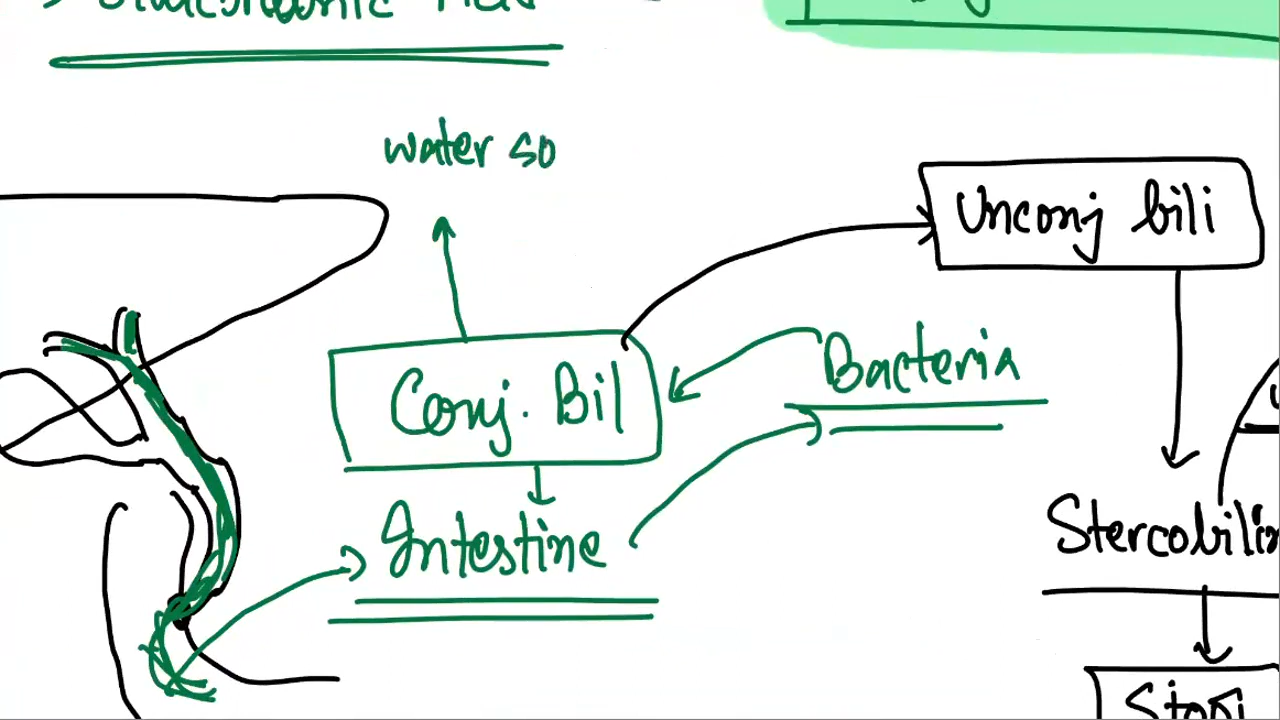 water so
Unconj bili
Conj. Bil
Bacteria
Intestine
Stercobilin